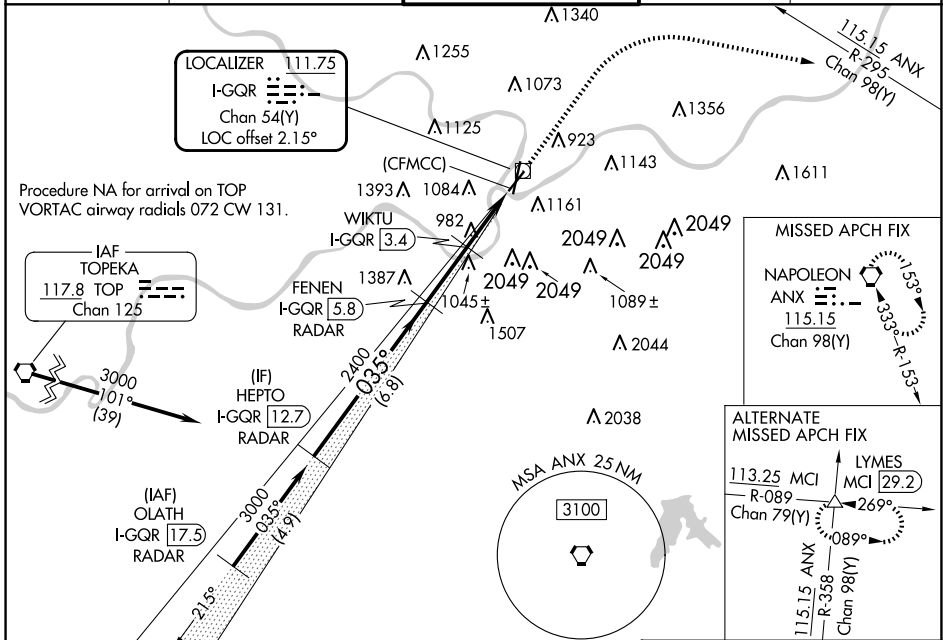 1340
1255
115.15 ANX
R-295
Chan 98(Y)
LOCALIZER 111.75
I-GQR
Chan 54(Y)
LOC offset 2.15°
1073
1356
1125
923
(CFMCC)
1143
1611
Procedure NA for arrival on TOP
VORTAC airway radials 072 CW 131.
1393
1084
1161
WIKTU
I-GQR 3.4
982
2049
2049
2049
2049
IAF
TOPEKA
117.8 TOP
Chan 125
FENEN
I-GQR 5.8
RADAR
1387
1045±
1507
1089±
2044
2038
MISSED APCH FIX
NAPOLEON
ANX
115.15
Chan 98(Y)
153°
333°
R-153
3000
101°
(39)
2400
035°
(6.8)
(IF)
HEPTO
I-GQR 12.7
RADAR
3000
035°
(4.9)
(IAF)
OLATH
I-GQR 17.5
RADAR
215°
MSA ANX 25 NM
3100
ALTERNATE
MISSED APCH FIX
LYMES
MCI 29.2
113.25 MCI
R-089
Chan 79(Y)
269°
089°
115.15 ANX
R-358
Chan 98(Y)